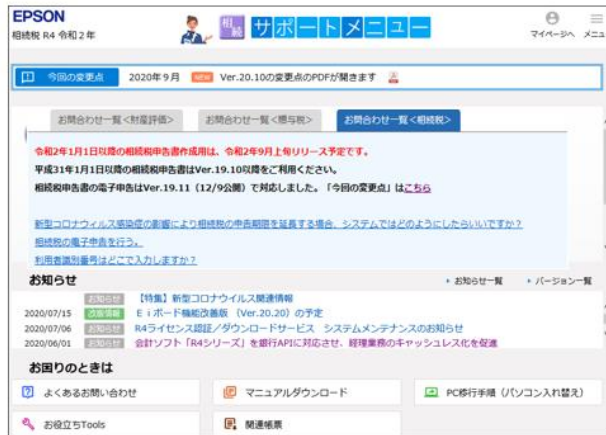 EPSON
相続税 R4 令和2年
相続 サポートメニュー
マイページへ メニュ
今回の変更点 2020年9月 NEW Ver.20.10の変更点のPDFが開きます
お問合わせ一覧<財産評価> お問合わせ一覧<贈与税> お問合わせ一覧<相続税>
令和2年1月1日以降の相続税申告書作成用は、令和2年9月上旬リリース予定です。
平成31年1月1日以降の相続税申告書はVer.19.10以降をご利用ください。
相続税申告書の電子申告はVer.19.11（12/9公開）で対応しました。「今回の変更点」はこちら
新型コロナウィルス感染症の影響により相続税の申告期限を延長する場合、システムではどのようにしたらいいですか？
相続税の電子申告を行う。
利用者識別番号はどこで入力しますか？
お知らせ ・お知らせ一覧 ・バージョン一覧
お知らせ 【特集】新型コロナウイルス関連情報
2020/07/15 改善情報 Ｅｉボード機能改善版（Ver.20.20）の予定
2020/07/06 お知らせ R4ライセンス認証／ダウンロードサービス システムメンテナンスのお知らせ
2020/06/01 お知らせ 会計ソフト「R4シリーズ」を銀行APIに対応させ、経理業務のキャッシュレス化を促進
お困りのときは
よくあるお問い合わせ マニュアルダウンロード PC移行手順（パソコン入れ替え）
お役立ちTools 関連帳票